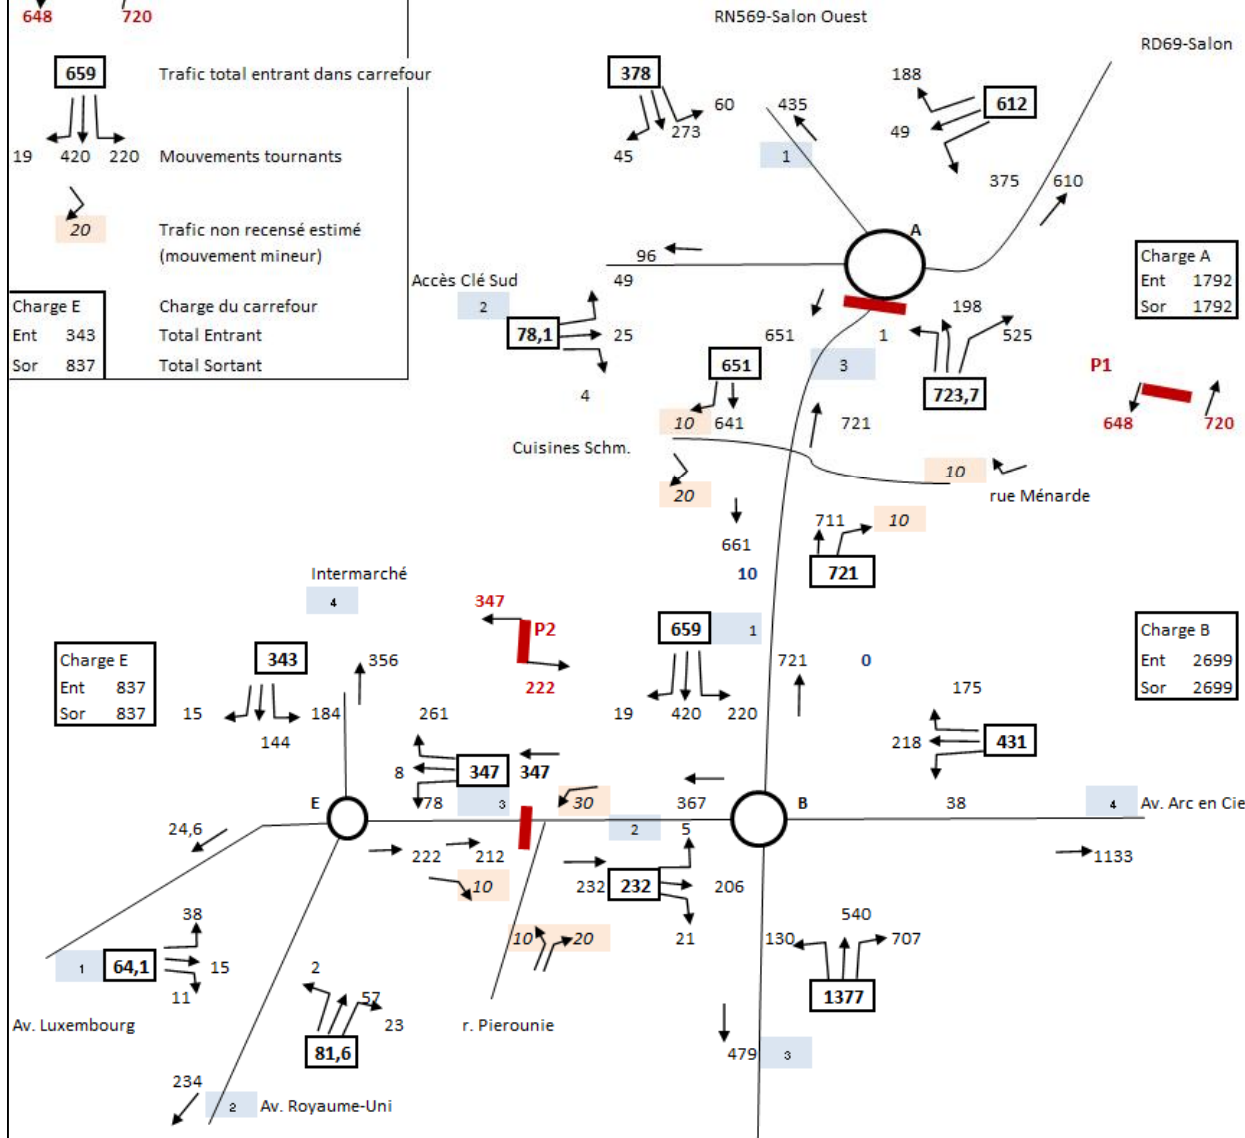 648 720
659 Trafic total entrant dans carrefour
19 420 220 Mouvements tournants
20 Trafic non recensé estimé
(mouvement mineur)
Charge E Charge du carrefour
Ent 343 Total Entrant
Sor 837 Total Sortant
RN569-Salon Ouest
RD69-Salon
378
60
435
188
612
273
45
49
1
375
610
A
96
49
Accès Clé Sud
2
78,1
25
4
Charge A
Ent 1792
Sor 1792
651
198
1
525
651
3
723,7
P1
648 720
10 641
721
Cuisines Schm.
20
10
rue Ménarde
661
711 10
721
10
Intermarché
4
347
P2
222
659 1
721
0
Charge B
Ent 2699
Sor 2699
Charge E
Ent 837
Sor 837
343
356
15
184
144
261
19 420 220
175
218
431
8
347 347
78
3
30
367
B
38
4 Av. Arc en Cie
E
24,6
2
5
222 212
10
232 232
206
1133
21
38
1 64,1
15
11
10 20
130
540
707
1377
2
57
23
81,6
Av. Luxembourg
r. Pierounie
479 3
234
2 Av. Royaume-Uni